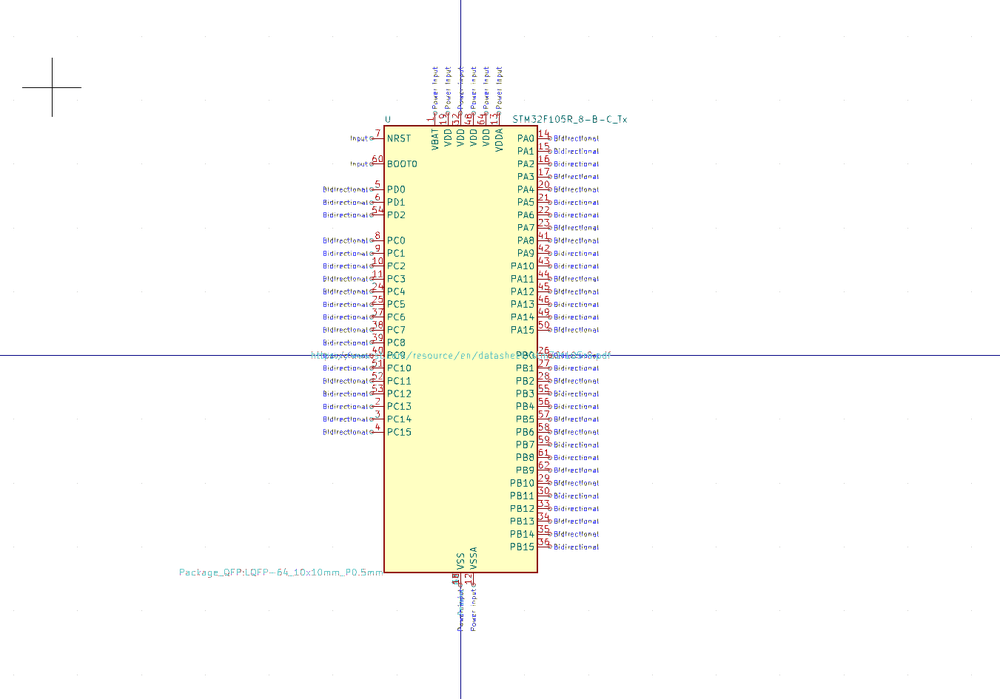 Power input Power input Power input Power input Power input Power input
U STM32F105R_8-B-C_Tx
1 19 32 48 64 13
VBAT VDD VDD VDD VDD VDDA
Input 7 NRST PA0 14 Bidirectional
PA1 15 Bidirectional
Input 60 BOOT0 PA2 16 Bidirectional
PA3 17 Bidirectional
Bidirectional 5 PD0 PA4 20 Bidirectional
Bidirectional 6 PD1 PA5 21 Bidirectional
Bidirectional 54 PD2 PA6 22 Bidirectional
PA7 23 Bidirectional
Bidirectional 8 PC0 PA8 41 Bidirectional
Bidirectional 9 PC1 PA9 42 Bidirectional
Bidirectional 10 PC2 PA10 43 Bidirectional
Bidirectional 11 PC3 PA11 44 Bidirectional
Bidirectional 24 PC4 PA12 45 Bidirectional
Bidirectional 25 PC5 PA13 46 Bidirectional
Bidirectional 37 PC6 PA14 49 Bidirectional
Bidirectional 38 PC7 PA15 50 Bidirectional
Bidirectional 39 PC8
Bidirectional 40 PC9 /resource/en/datasheet PB0 26 Bidirectional
Bidirectional 51 PC10 PB1 27 Bidirectional
Bidirectional 52 PC11 PB2 28 Bidirectional
Bidirectional 53 PC12 PB3 55 Bidirectional
Bidirectional 2 PC13 PB4 56 Bidirectional
Bidirectional 3 PC14 PB5 57 Bidirectional
Bidirectional 4 PC15 PB6 58 Bidirectional
PB7 59 Bidirectional
PB8 61 Bidirectional
PB9 62 Bidirectional
PB10 29 Bidirectional
PB11 30 Bidirectional
PB12 33 Bidirectional
PB13 34 Bidirectional
PB14 35 Bidirectional
PB15 36 Bidirectional
VSS VSSA
Package_QFP:LQFP-64_10x10mm_P0.5mm
12
Power input Power input